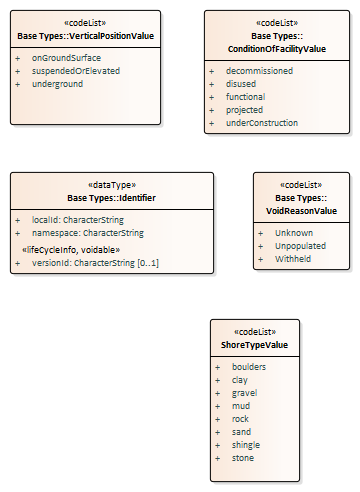 «codeList»
Base Types::VerticalPositionValue
+ onGroundSurface
+ suspendedOrElevated
+ underground
«codeList»
Base Types::
ConditionOfFacilityValue
+ decommissioned
+ disused
+ functional
+ projected
+ underConstruction
«dataType»
Base Types::Identifier
+ localId: CharacterString
+ namespace: CharacterString
«lifeCycleInfo, voidable»
+ versionId: CharacterString [0..1]
«codeList»
Base Types::
VoidReasonValue
+ Unknown
+ Unpopulated
+ Withheld
«codeList»
ShoreTypeValue
+ boulders
+ clay
+ gravel
+ mud
+ rock
+ sand
+ shingle
+ stone